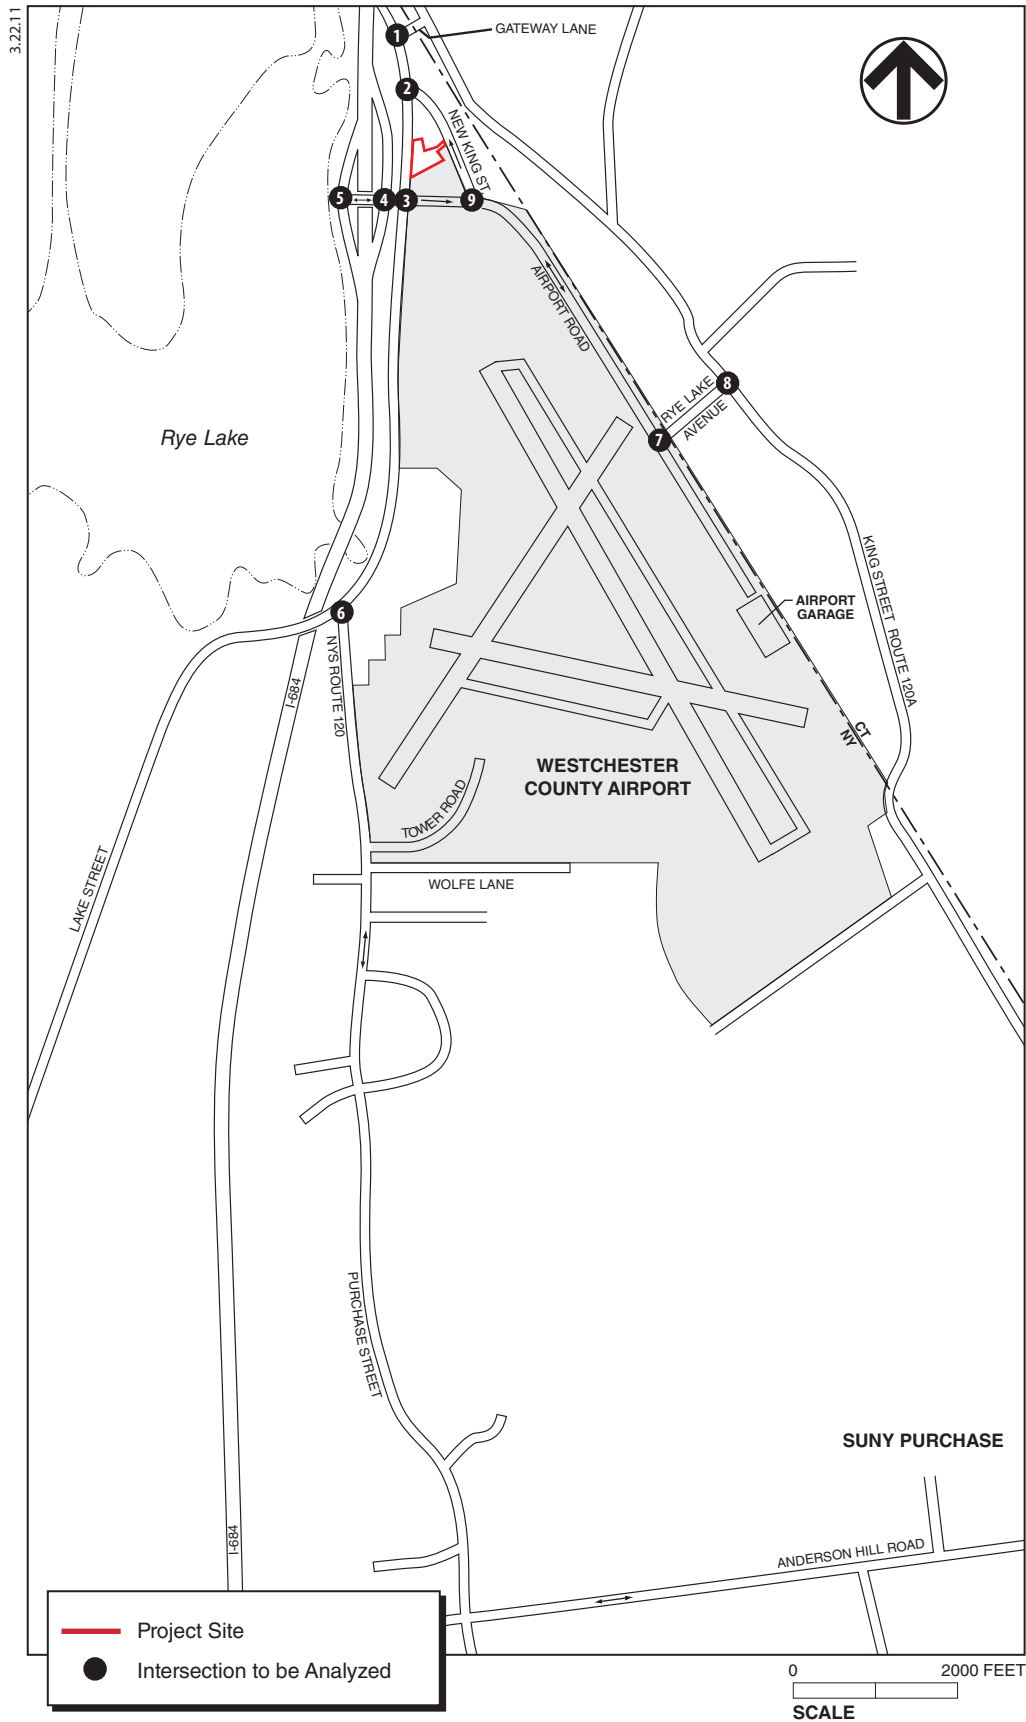 3.22.11
1
GATEWAY LANE
2
NEW KING ST
5
4
3
9
AIRPORT ROAD
8
RYE LAKE
AVENUE
7
Rye Lake
KING STREET ROUTE 120A
AIRPORT
GARAGE
6
NYS ROUTE 120
I-684
CT
NY
WESTCHESTER
COUNTY AIRPORT
TOWER ROAD
WOLFE LANE
LAKE STREET
PURCHASE STREET
SUNY PURCHASE
I-684
ANDERSON HILL ROAD
Project Site
Intersection to be Analyzed
0 2000 FEET
SCALE